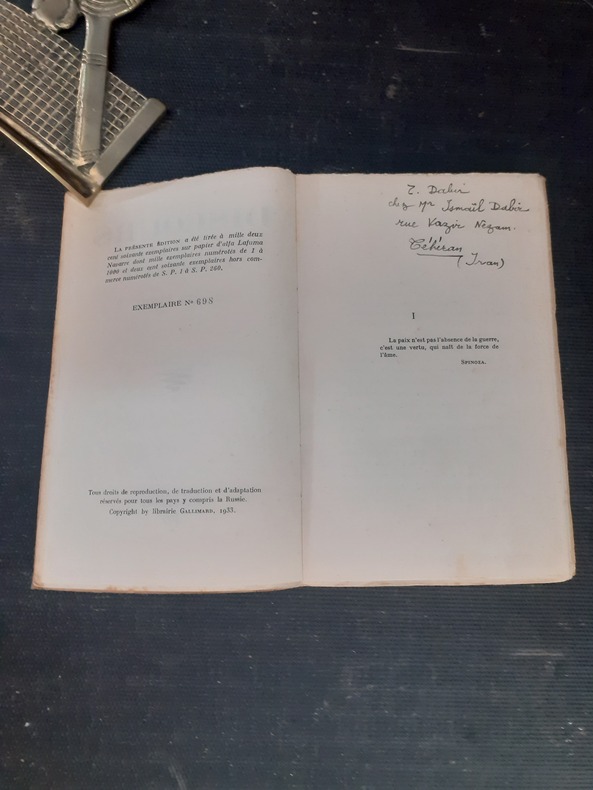 LA PRÉSENTE ÉDITION a été tirée à mille deux
cent soixante exemplaires sur papier d'alfa Lafuma
Navarre dont mille exemplaires numérotés de 1 à
1000 et deux cent soixante exemplaires hors com-
merce numérotés de S. P. 1 à S. P. 260.
EXEMPLAIRE No 698
Tous droits de reproduction, de traduction et d'adaptation
réservés pour tous les pays y compris la Russie.
Copyright by librairie GALLIMARD, 1933.
T. Dabir
chez Mr Ismaïl Dabir
rue Vazir Nezam.
Téhéran
(Iran)
I
La paix n'est pas l'absence de la guerre,
c'est une vertu, qui naît de la force de
l'âme.
SPINOZA.